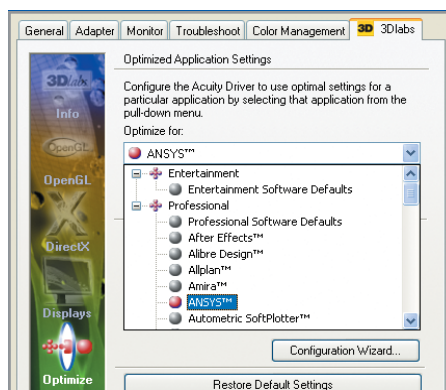 General Adapter Monitor Troubleshoot Color Management 3D 3Dlabs
3Dlabs
Info
OpenGL
OpenGL
DirectX
Displays
Optimize
Optimized Application Settings
Configure the Acuity Driver to use optimal settings for a
particular application by selecting that application from the
pull-down menu.
Optimize for:
ANSYS™
Entertainment
Entertainment Software Defaults
Professional
Professional Software Defaults
After Effects™
Alibre Design™
Allplan™
Amira™
ANSYS™
Autometric SoftPlotter™
Configuration Wizard...
Restore Default Settings